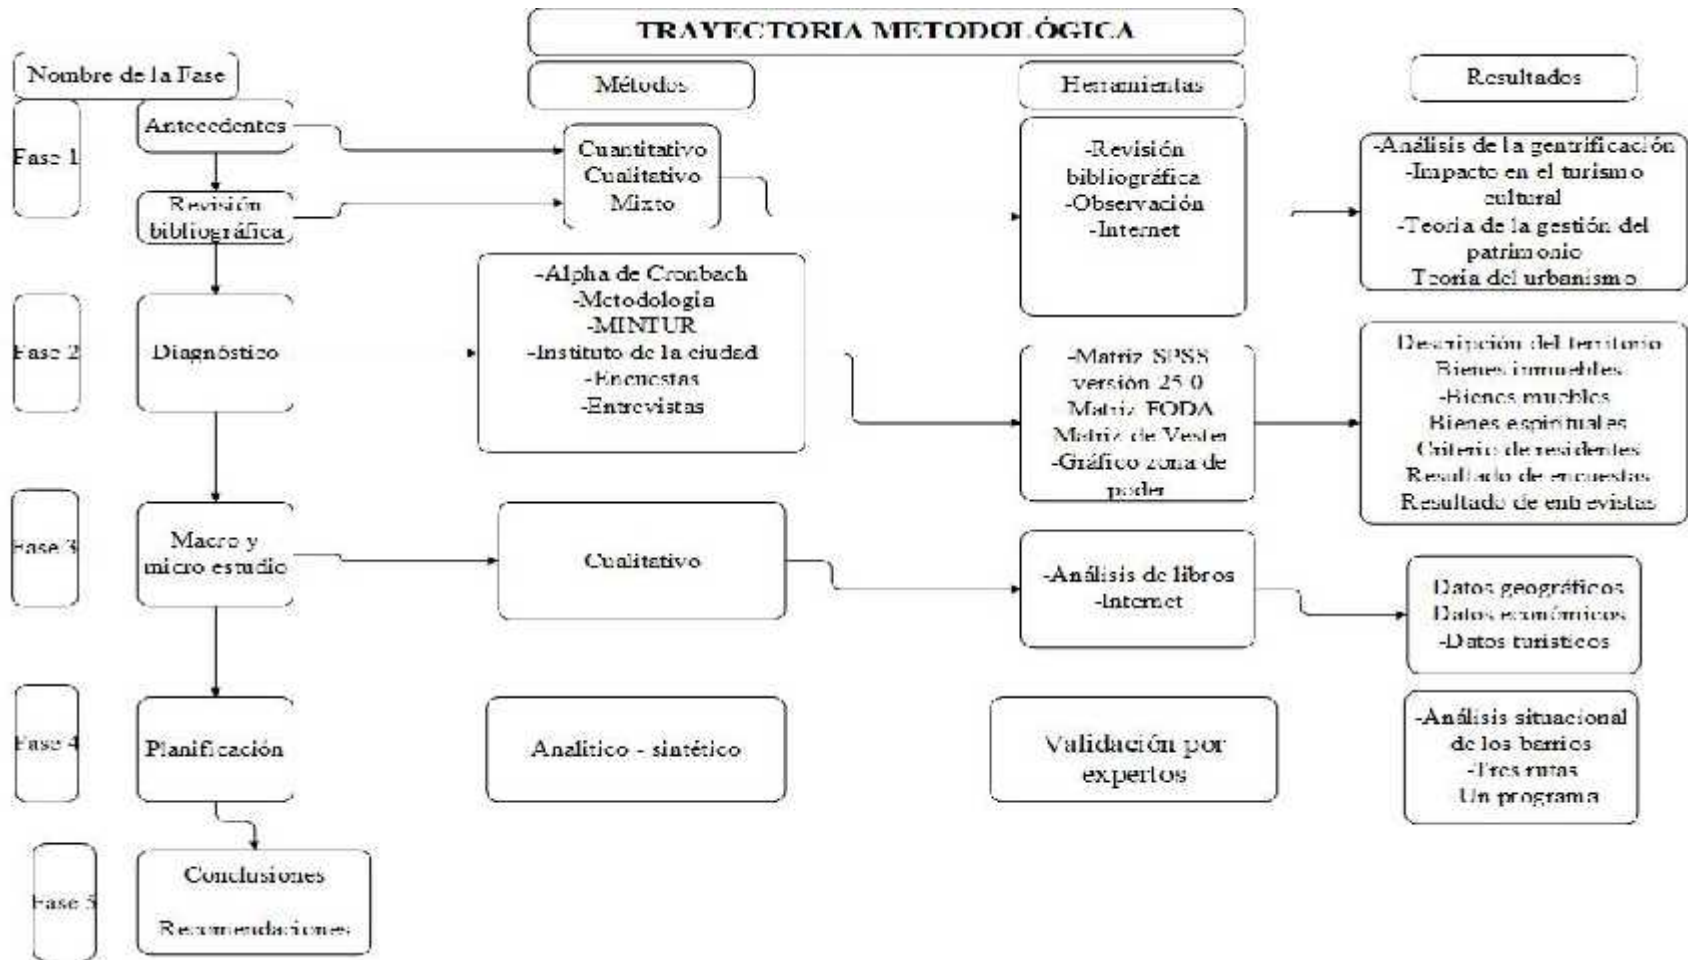 TRAYECTORIA METODOLÓGICA
Nombre de la Fase
Métodos
Herramientas
Resultados
Fase 1
Antecedentes
Revisión
bibliográfica
Cuantitativo
Cualitativo
Mixto
-Revisión
bibliográfica
-Observación
-Internet
-Análisis de la gentrificación
-Impacto en el turismo
cultural
-Teoría de la gestión del
patrimonio
Teoría del urbanismo
Fase 2
Diagnóstico
-Alpha de Cronbach
-Metodología
-MINTUR
-Instituto de la ciudad
-Encuestas
-Entrevistas
-Matriz SPSS
versión 25.0
Matriz FODA
Matriz de Vester
-Gráfico zona de
poder
Descripción del territorio
Bienes inmuebles
-Bienes muebles
Bienes espirituales
Criterio de residentes
Resultado de encuestas
Resultado de entrevistas
Fase 3
Macro y
micro estudio
Cualitativo
-Análisis de libros
-Internet
Datos geográficos
Datos económicos
-Datos turísticos
Fase 4
Planificación
Analítico - sintético
Validación por
expertos
-Análisis situacional
de los barrios
-Tres rutas
Un programa
Fase 5
Conclusiones
Recomendaciones